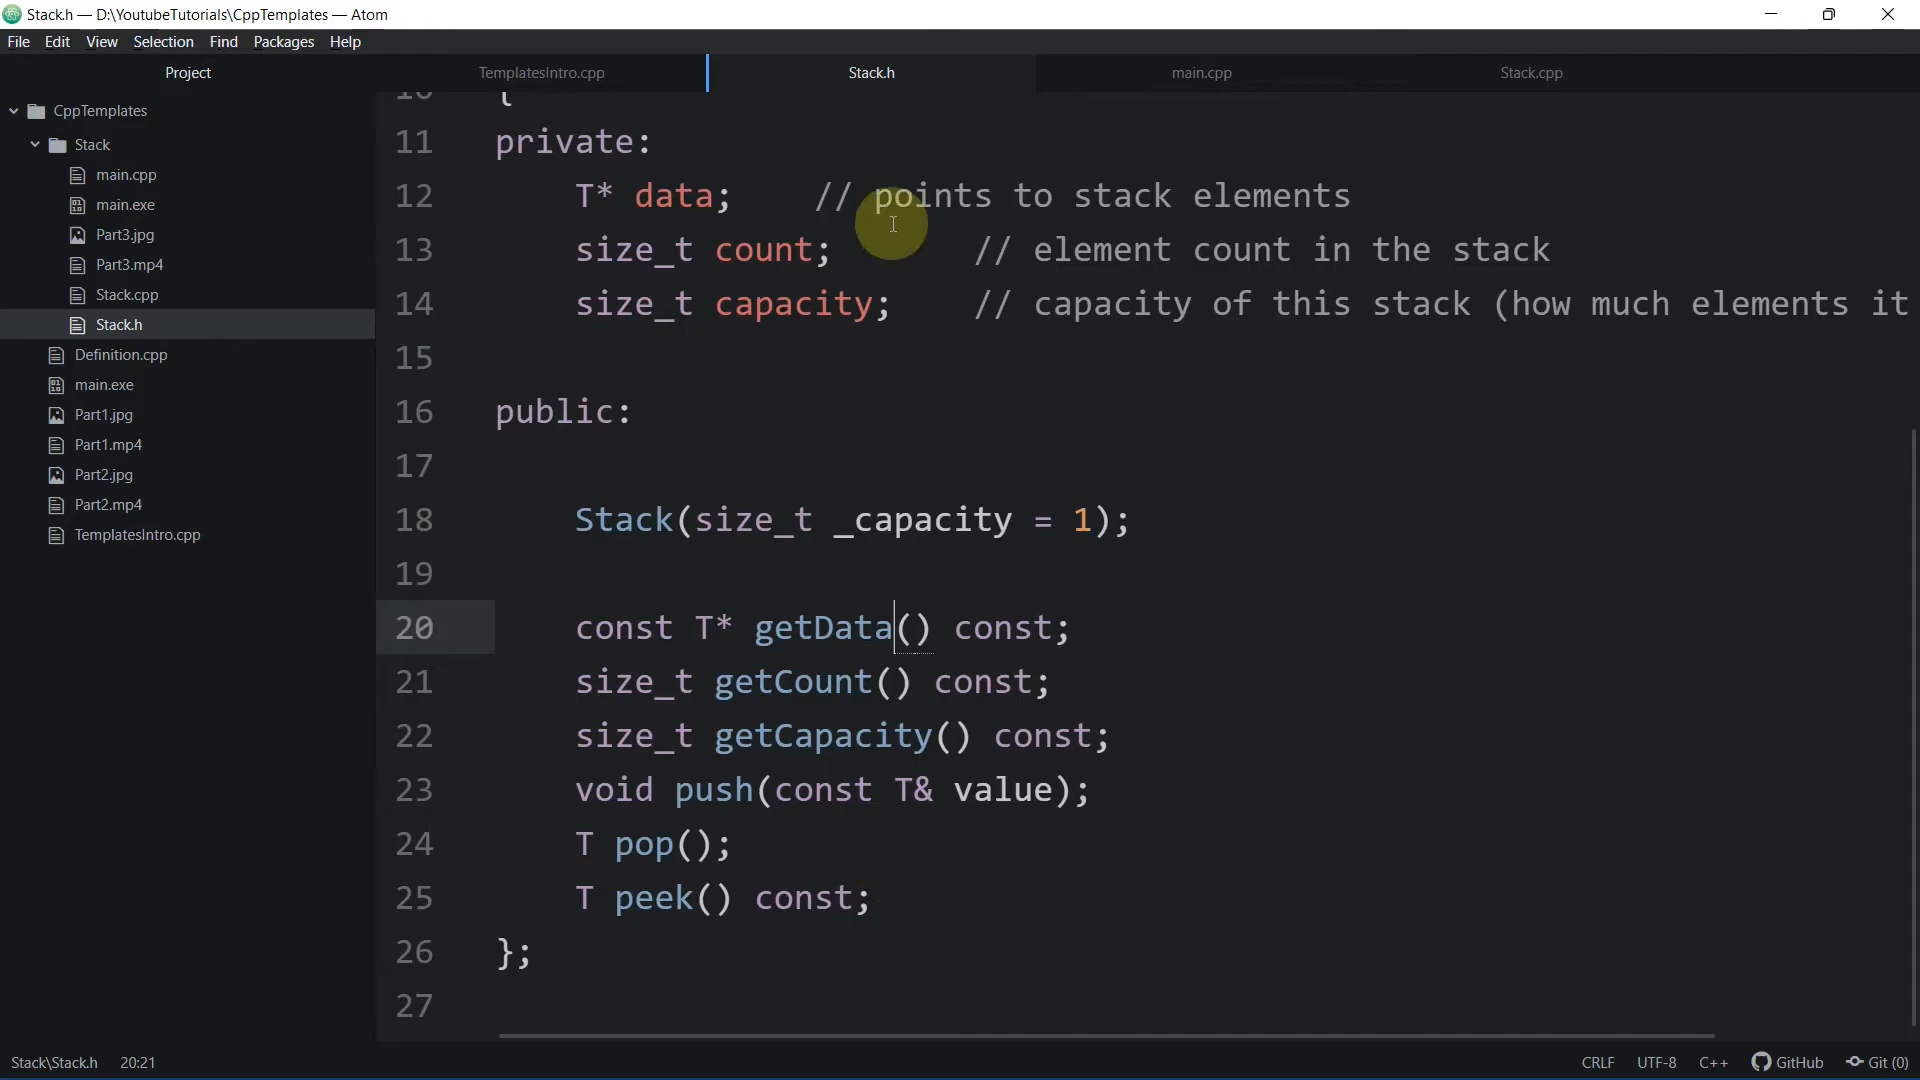 Stack.h — D:\YoutubeTutorials\CppTemplates — Atom
File Edit View Selection Find Packages Help
Project TemplatesIntro.cpp Stack.h main.cpp Stack.cpp
CppTemplates
Stack
main.cpp
main.exe
Part3.jpg
Part3.mp4
Stack.cpp
Stack.h
Definition.cpp
main.exe
Part1.jpg
Part1.mp4
Part2.jpg
Part2.mp4
TemplatesIntro.cpp
10 {
11 private:
12 T* data; // points to stack elements
13 size_t count; // element count in the stack
14 size_t capacity; // capacity of this stack (how much elements it
15
16 public:
17
18 Stack(size_t _capacity = 1);
19
20 const T* getData() const;
21 size_t getCount() const;
22 size_t getCapacity() const;
23 void push(const T& value);
24 T pop();
25 T peek() const;
26 };
27
Stack\Stack.h 20:21 CRLF UTF-8 C++ GitHub Git (0)